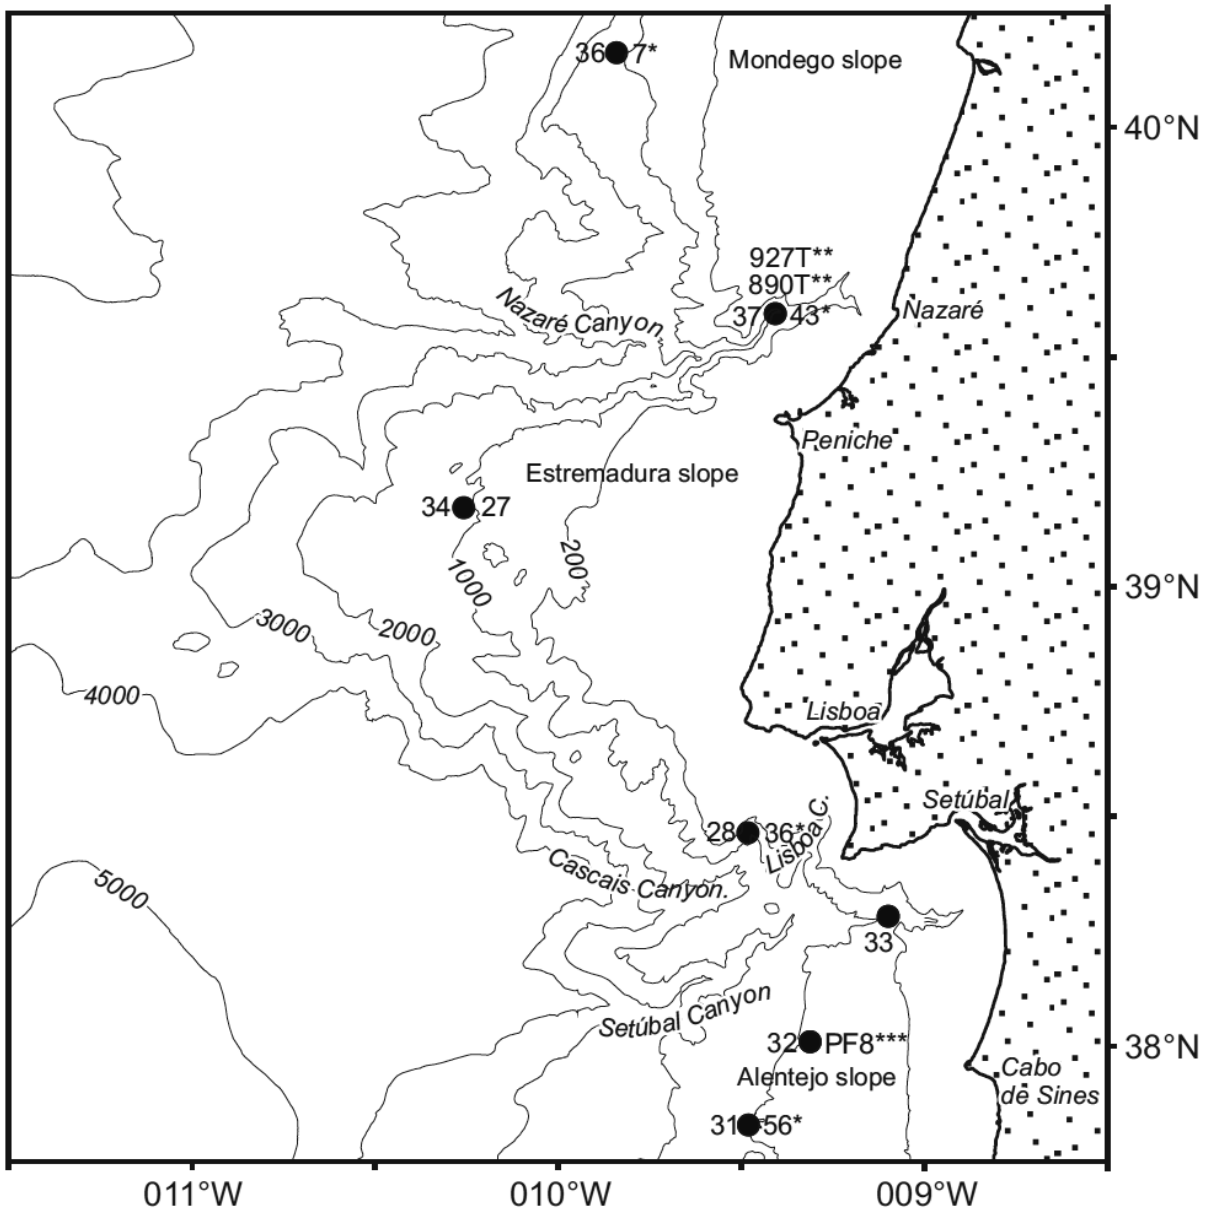 36 7*
Mondego slope
40°N
927T**
890T**
37 43*
Nazaré Canyon
Nazaré
Peniche
Estremadura slope
34 27
1000
200
39°N
3000
2000
4000
Lisboa
Setúbal
28 36*
Lisboa C.
Cascais Canyon.
5000
33
Setúbal Canyon
32 PF8***
38°N
Alentejo slope
Cabo
de Sines
31 56*
011°W
010°W
009°W